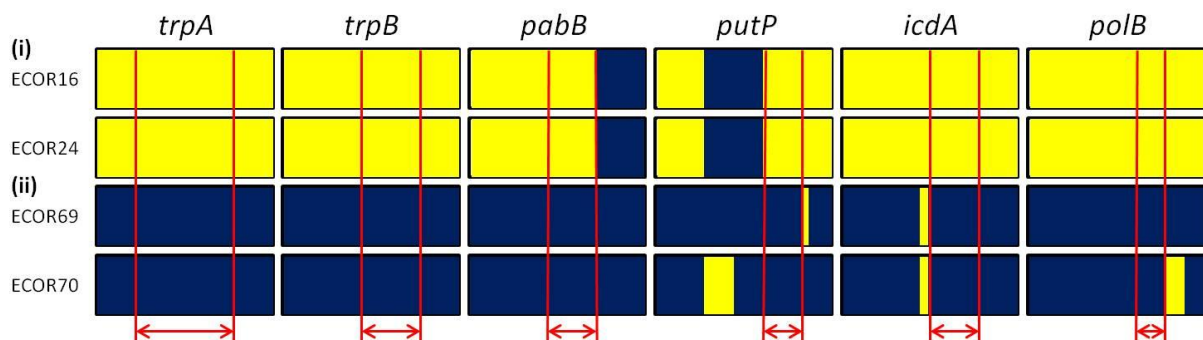 trpA trpB pabB putP icdA polB
(i)
ECOR16
ECOR24
(ii)
ECOR69
ECOR70